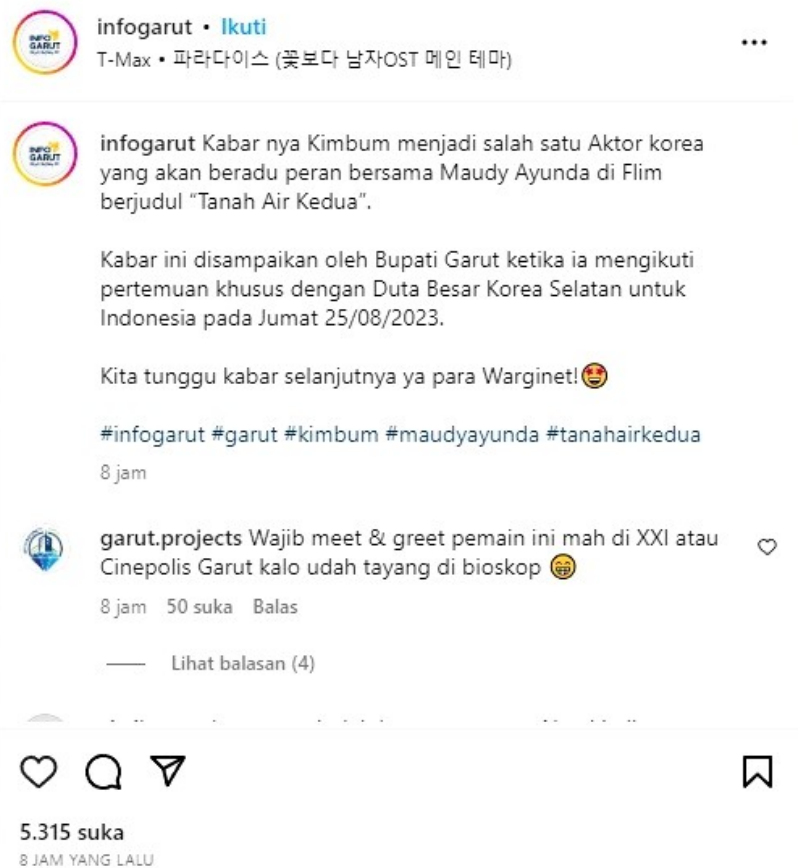 infogarut • Ikuti
T-Max • 파라다이스 (꽃보다 남자OST 메인 테마)
infogarut Kabar nya Kimbum menjadi salah satu Aktor korea
yang akan beradu peran bersama Maudy Ayunda di Flim
berjudul “Tanah Air Kedua”.
Kabar ini disampaikan oleh Bupati Garut ketika ia mengikuti
pertemuan khusus dengan Duta Besar Korea Selatan untuk
Indonesia pada Jumat 25/08/2023.
Kita tunggu kabar selanjutnya ya para Warginet!🤩
#infogarut #garut #kimbum #maudyayunda #tanahairkedua
8 jam
garut.projects Wajib meet & greet pemain ini mah di XXI atau
Cinepolis Garut kalo udah tayang di bioskop 😁
8 jam 50 suka Balas
Lihat balasan (4)
5.315 suka
8 JAM YANG LALU
INFO
GARUT
INFO
GARUT